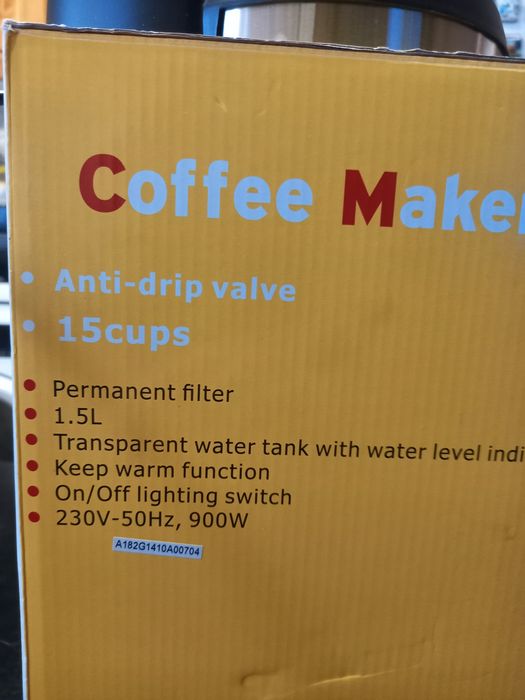 Coffee Make
• Anti-drip valve
• 15cups
• Permanent filter
• 1.5L
• Transparent water tank with water level indi
• Keep warm function
• On/Off lighting switch
• 230V-50Hz, 900W
A182G1410A00704